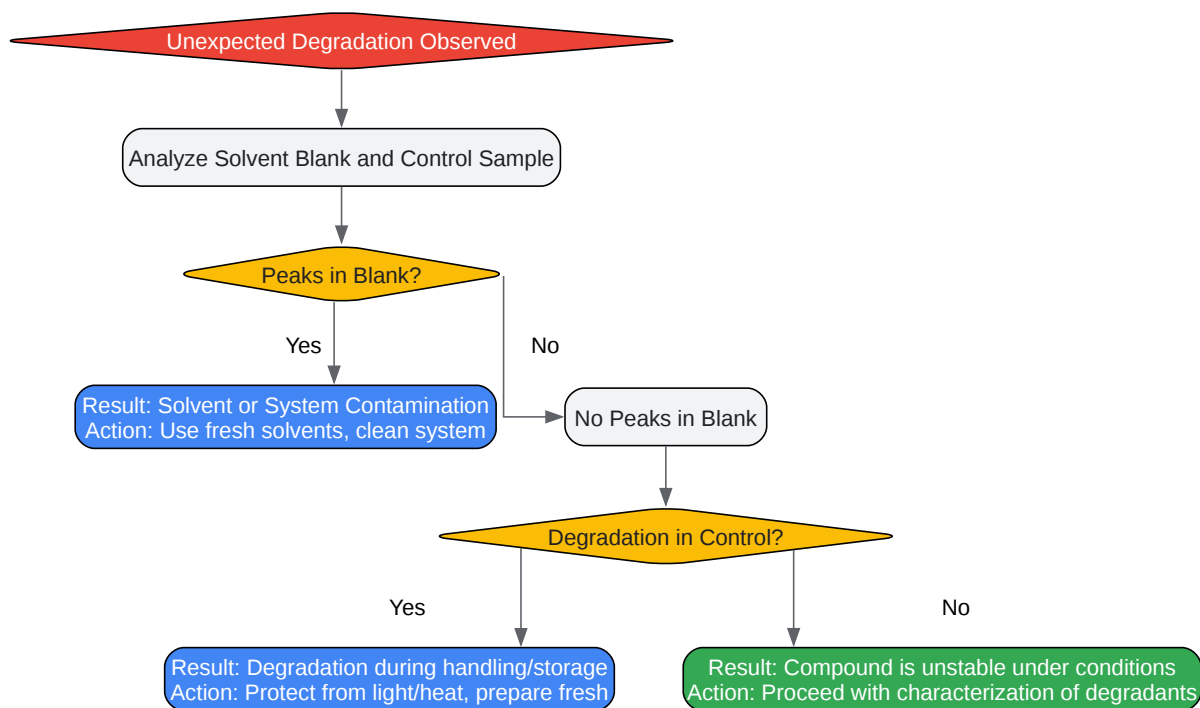 Unexpected Degradation Observed
Analyze Solvent Blank and Control Sample
Peaks in Blank?
Yes
No
Result: Solvent or System Contamination
Action: Use fresh solvents, clean system
No Peaks in Blank
Degradation in Control?
Yes
No
Result: Degradation during handling/storage
Action: Protect from light/heat, prepare fresh
Result: Compound is unstable under conditions
Action: Proceed with characterization of degradants